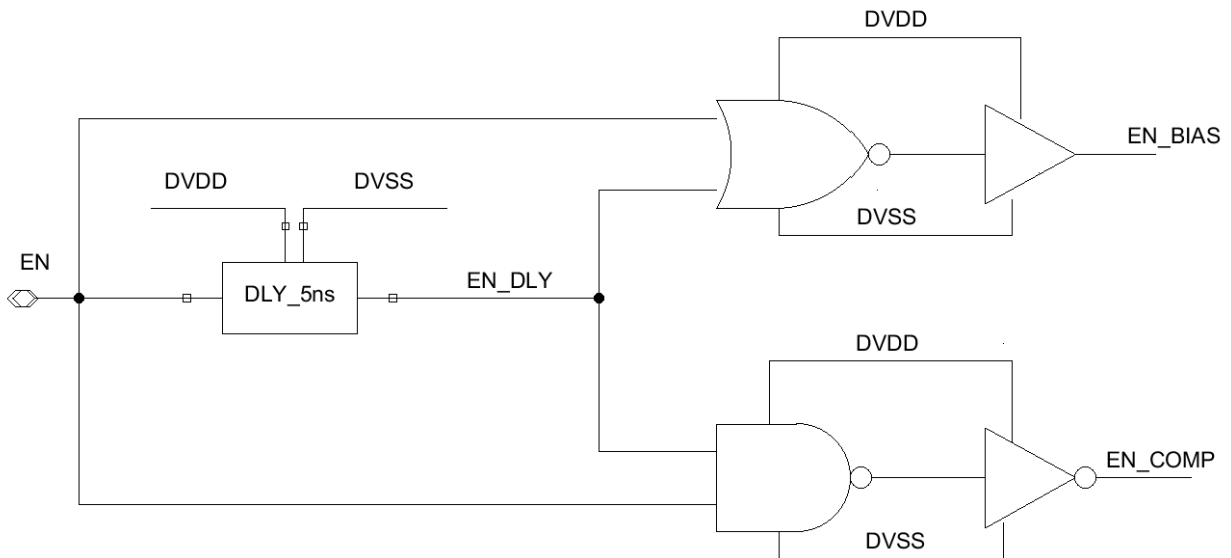 DVDD
EN_BIAS
DVDD
DVSS
DVSS
EN
DLY_5ns
EN_DLY
DVDD
EN_COMP
DVSS